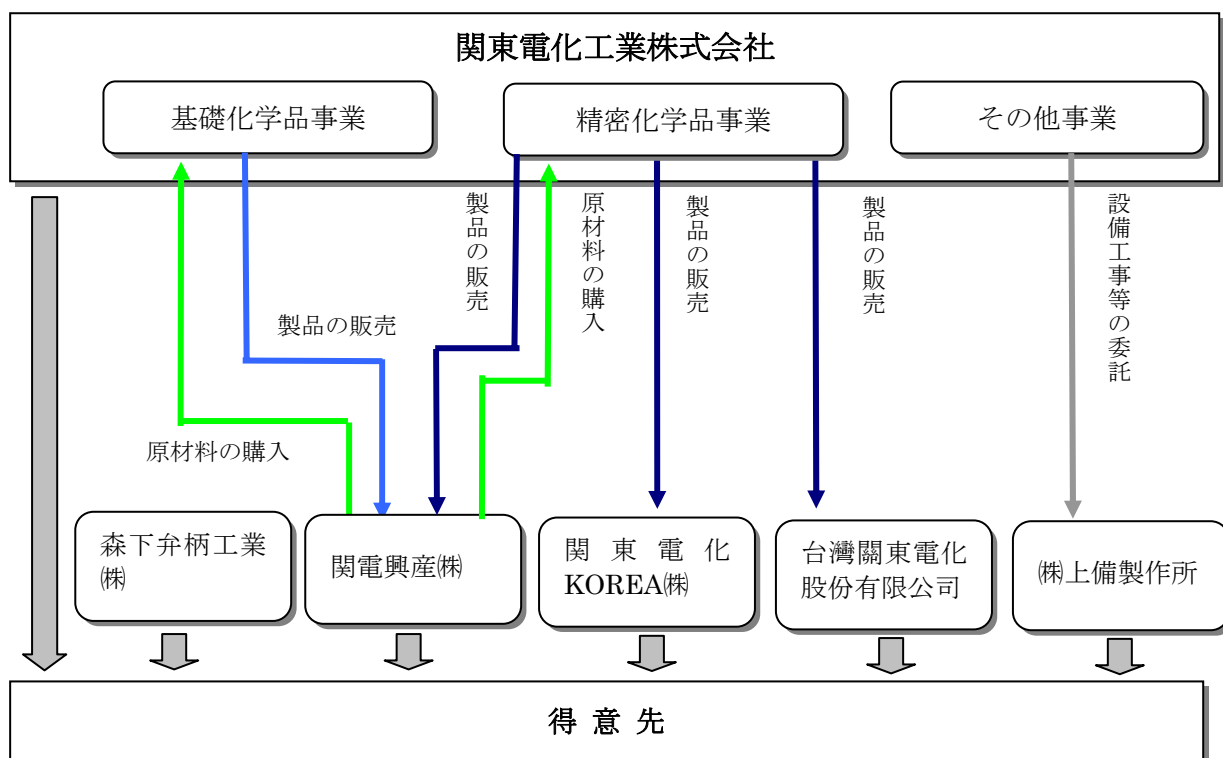 関東電化工業株式会社
基礎化学品事業
精密化学品事業
その他事業
製品の販売
原材料の購入
製品の販売
製品の販売
設備工事等の委託
製品の販売
原材料の購入
森下弁柄工業
㈱
関電興産㈱
関東電化
KOREA㈱
台灣關東電化
股份有限公司
㈱上備製作所
得意先